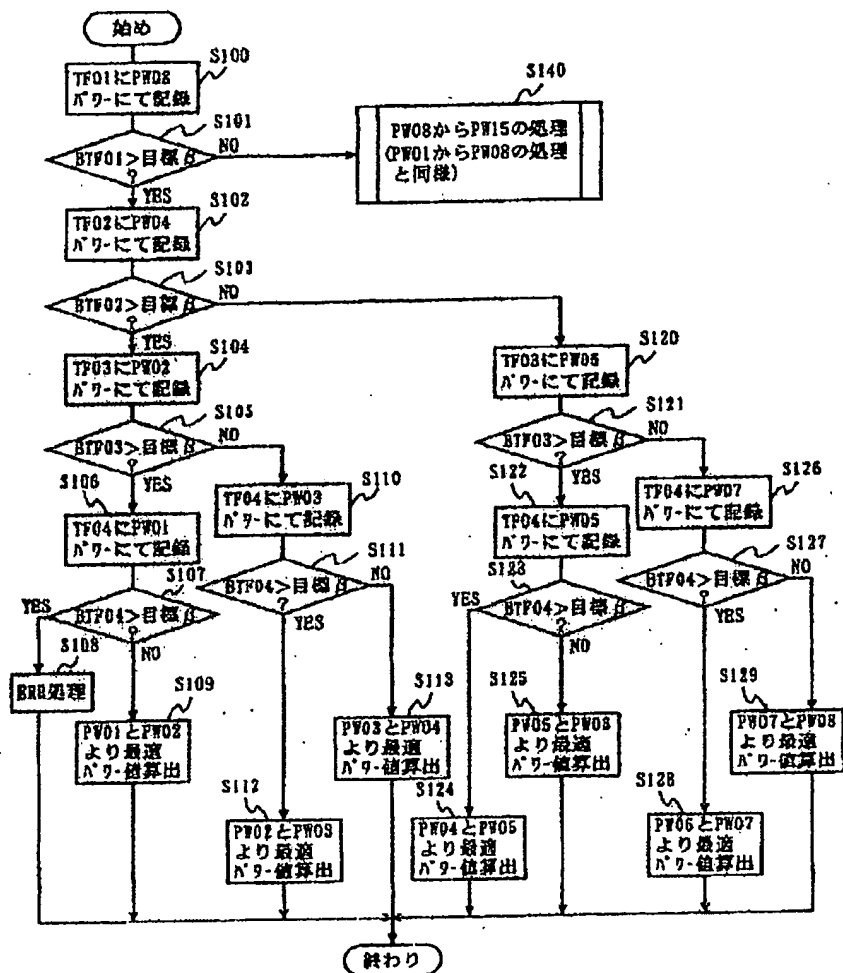 始め
S100
TF01にPW08
パワーにて記録
S101
BTF01>目標β
?
NO
YES
S140
PW08からPW15の処理
(PW01からPW08の処理
と同様)
S102
TF02にPW04
パワーにて記録
S103
BTF02>目標β
?
NO
YES
S104
TF03にPW02
パワーにて記録
S105
BTF03>目標β
?
NO
YES
S106
TF04にPW01
パワーにて記録
S107
BTF04>目標β
?
YES
NO
S108
ERR処理
S109
PW01とPW02
より最適
パワー値算出
S110
TF04にPW03
パワーにて記録
S111
BTF04>目標β
?
NO
YES
S112
PW02とPW03
より最適
パワー値算出
S113
PW03とPW04
より最適
パワー値算出
S120
TF03にPW06
パワーにて記録
S121
BTF03>目標β
?
NO
YES
S122
TF04にPW05
パワーにて記録
S123
BTF04>目標β
?
YES
NO
S124
PW04とPW05
より最適
パワー値算出
S125
PW05とPW06
より最適
パワー値算出
S126
TF04にPW07
パワーにて記録
S127
BTF04>目標β
?
NO
YES
S128
PW06とPW07
より最適
パワー値算出
S129
PW07とPW08
より最適
パワー値算出
終わり